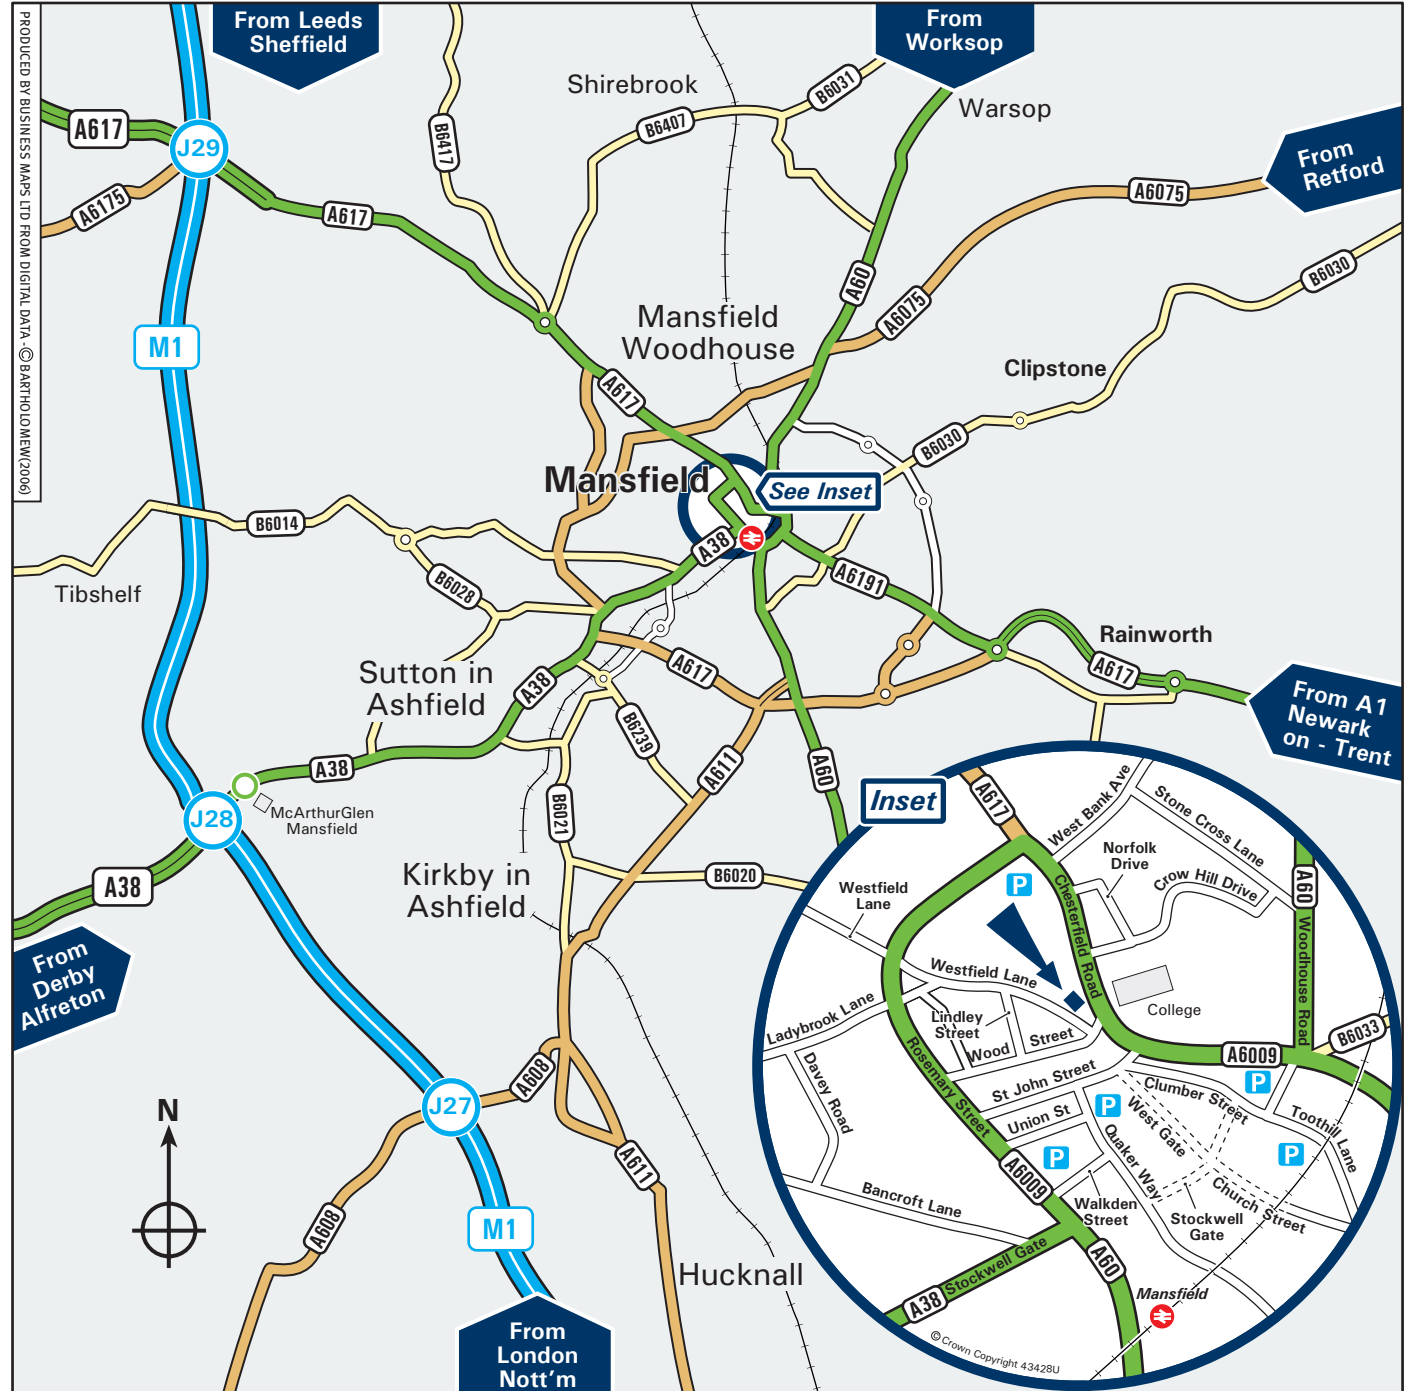 PRODUCED BY BUSINESS MAPS LTD FROM DIGITAL DATA - © BARTHOLOMEW(2006)
From Leeds
Sheffield
From
Worksop
From
Retford
From A1
Newark
on - Trent
From
Derby
Alfreton
From
London
Nott'm
Shirebrook
Warsop
B6031
B6407
B6417
A617
J29
A6175
A617
A6075
B6030
A60
A6075
M1
Mansfield
Woodhouse
Clipstone
A617
B6030
Mansfield
See Inset
B6014
A38
Tibshelf
B6028
A6191
Rainworth
A617
A617
Sutton in
Ashfield
A38
B6239
A611
A60
A38
McArthurGlen
Mansfield
J28
B6021
A38
Kirkby in
Ashfield
B6020
A608
J27
N
A611
A608
M1
Hucknall
Inset
A617
West Bank Ave
Stone Cross Lane
Norfolk
Drive
Crow Hill Drive
A60
Woodhouse Road
Westfield
Lane
P
Chesterfield Road
Westfield Lane
College
Ladybrook Lane
Lindley
Street
Wood
Street
A6009
B6033
Davey Road
Rosemary Street
St John Street
P
Clumber Street
Union St
P
West Gate
Toothill Lane
P
P
Quaker Way
A6009
Bancroft Lane
Walkden
Street
Stockwell
Gate
Church Street
A60
Stockwell Gate
A38
Mansfield
© Crown Copyright 43428U